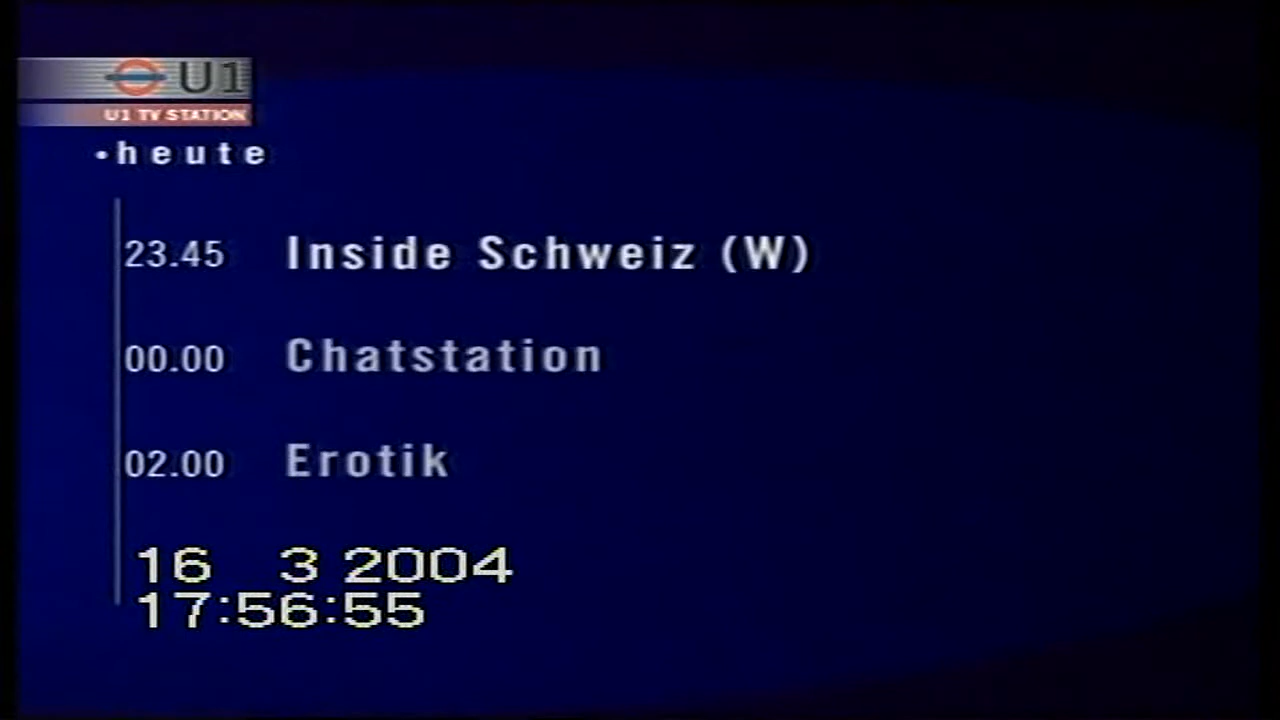 U1
U1 TV STATION
•heute
23.45 Inside Schweiz (W)
00.00 Chatstation
02.00 Erotik
16 3 2004
17:56:55